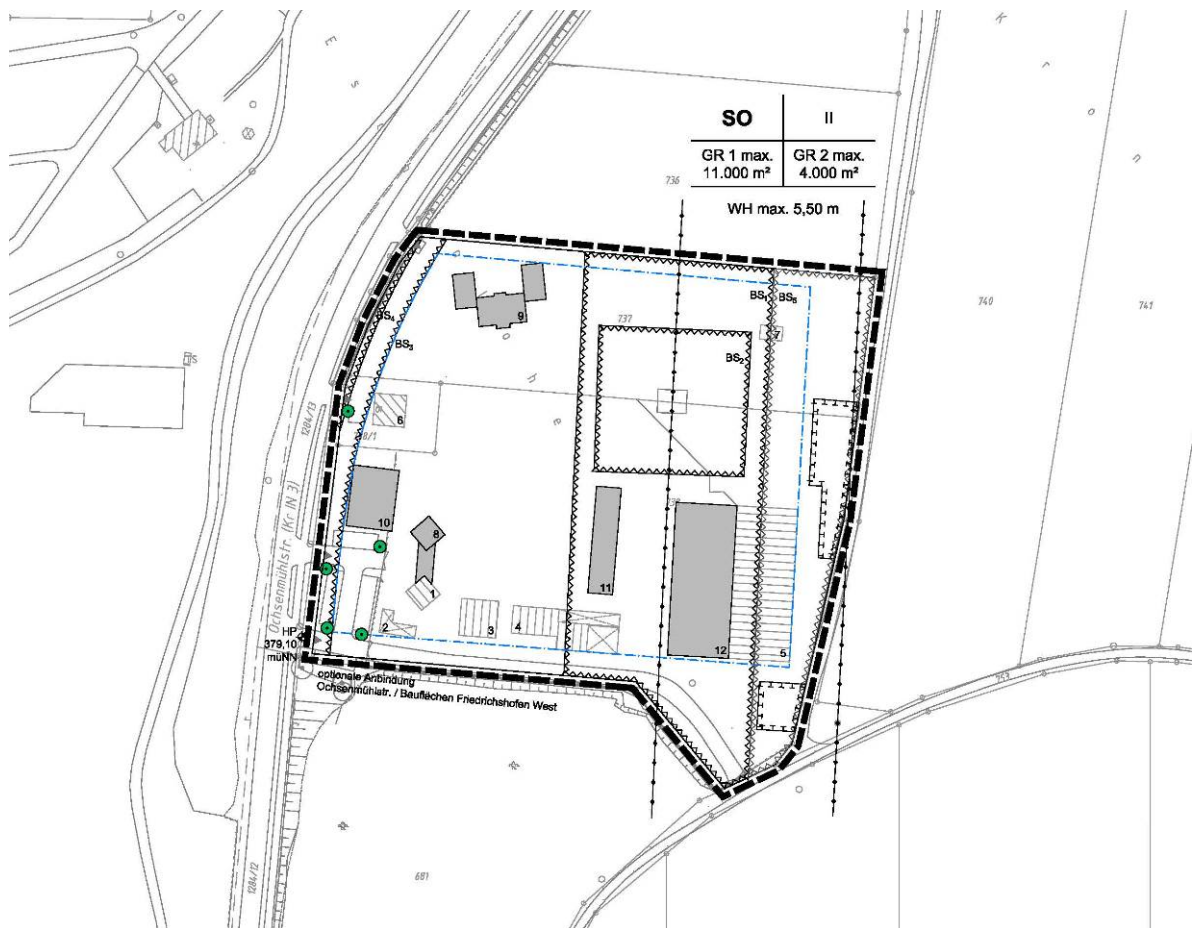 SO
II
GR 1 max.
11.000 m²
GR 2 max.
4.000 m²
WH max. 5,50 m
736
740
741
737
BS₁
BS₅
BS₄
BS₃
BS₂
7
9
6
10
8
1
2
3
4
11
12
5
1284/13
Ochsenmühlstr. (Kr IN 3)
HP
379,10
müNN
optionale Anbindung
Ochsenmühlstr. / Bauflächen Friedrichshofen West
1284/12
681